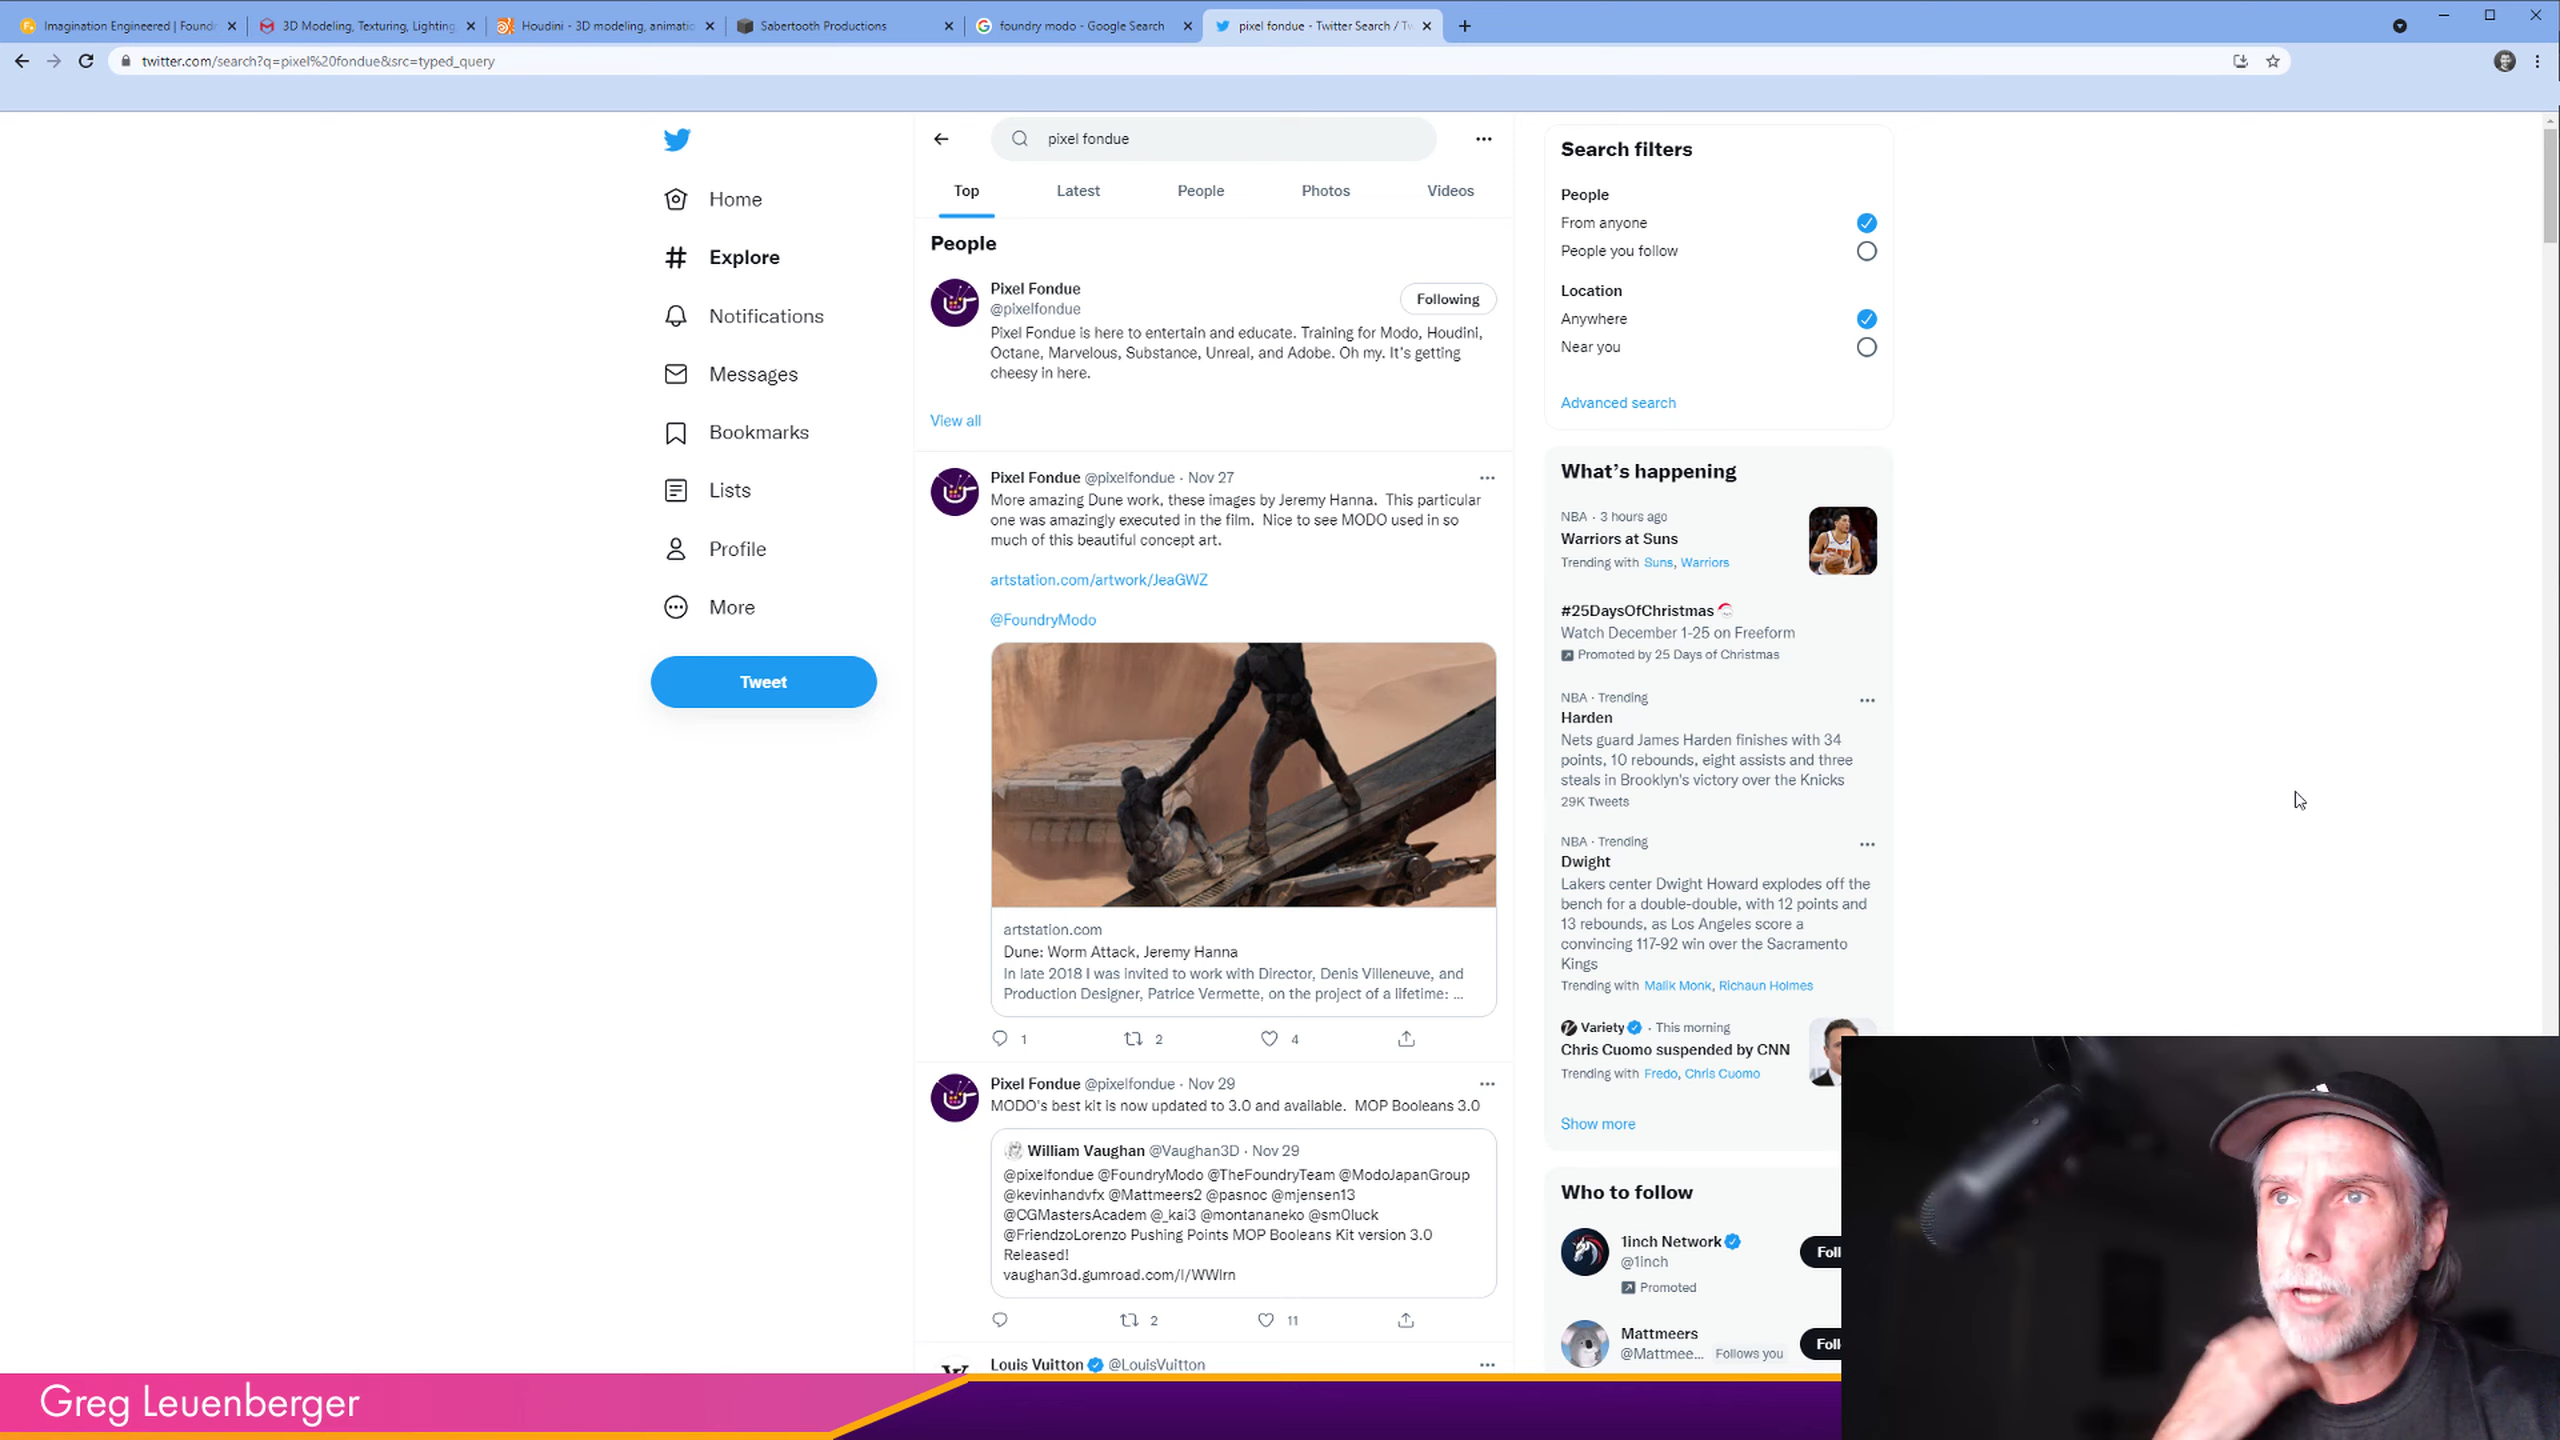 Imagination Engineered | Found
3D Modeling, Texturing, Lighting
Houdini - 3D modeling, animatio
Sabertooth Productions
foundry modo - Google Search
pixel fondue - Twitter Search / Tw
twitter.com/search?q=pixel%20fondue&src=typed_query
Home
Explore
Notifications
Messages
Bookmarks
Lists
Profile
More
Tweet
pixel fondue
Top
Latest
People
Photos
Videos
People
Pixel Fondue
@pixelfondue
Following
Pixel Fondue is here to entertain and educate. Training for Modo, Houdini,
Octane, Marvelous, Substance, Unreal, and Adobe. Oh my. It's getting
cheesy in here.
View all
Pixel Fondue @pixelfondue · Nov 27
More amazing Dune work, these images by Jeremy Hanna. This particular
one was amazingly executed in the film. Nice to see MODO used in so
much of this beautiful concept art.
artstation.com/artwork/JeaGWZ
@FoundryModo
artstation.com
Dune: Worm Attack, Jeremy Hanna
In late 2018 I was invited to work with Director, Denis Villeneuve, and
Production Designer, Patrice Vermette, on the project of a lifetime: ...
1
2
4
Pixel Fondue @pixelfondue · Nov 29
MODO's best kit is now updated to 3.0 and available. MOP Booleans 3.0
William Vaughan @Vaughan3D · Nov 29
@pixelfondue @FoundryModo @TheFoundryTeam @ModoJapanGroup
@kevinhandvfx @Mattmeers2 @pasnoc @mjensen13
@CGMastersAcadem @_kai3 @montananeko @sm0luck
@FriendzoLorenzo Pushing Points MOP Booleans Kit version 3.0
Released!
vaughan3d.gumroad.com/l/WWlrn
2
11
Louis Vuitton @LouisVuitton
Search filters
People
From anyone
People you follow
Location
Anywhere
Near you
Advanced search
What's happening
NBA · 3 hours ago
Warriors at Suns
Trending with Suns, Warriors
#25DaysOfChristmas
Watch December 1-25 on Freeform
Promoted by 25 Days of Christmas
NBA · Trending
Harden
Nets guard James Harden finishes with 34
points, 10 rebounds, eight assists and three
steals in Brooklyn's victory over the Knicks
29K Tweets
NBA · Trending
Dwight
Lakers center Dwight Howard explodes off the
bench for a double-double, with 12 points and
13 rebounds, as Los Angeles score a
convincing 117-92 win over the Sacramento
Kings
Trending with Malik Monk, Richaun Holmes
Variety · This morning
Chris Cuomo suspended by CNN
Trending with Fredo, Chris Cuomo
Show more
Who to follow
1inch Network
@1inch
Foll
Promoted
Mattmeers
@Mattmee... Follows you
Foll
Greg Leuenberger